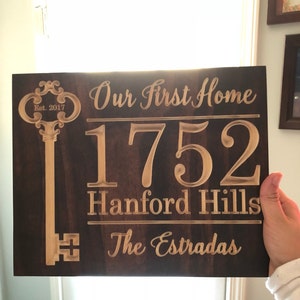 Our First Home
Est. 2017
1752
Hanford Hills
The Estradas